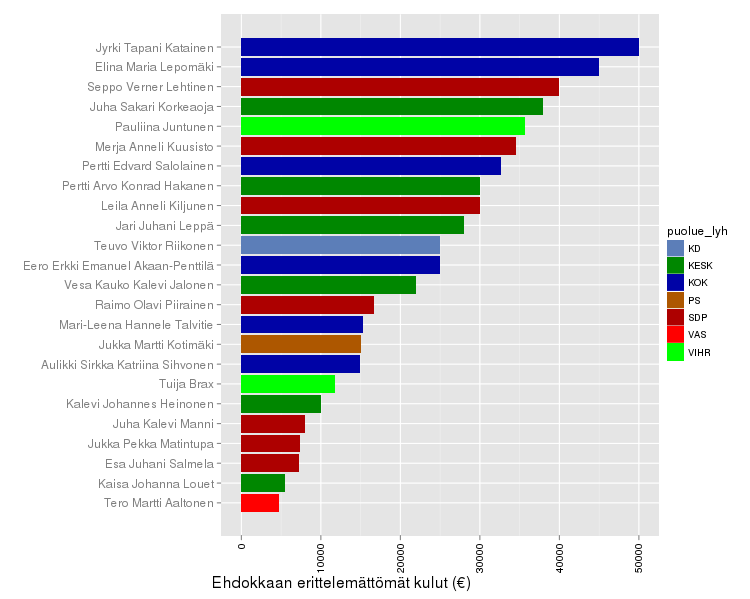 Jyrki Tapani Katainen
Elina Maria Lepomäki
Seppo Verner Lehtinen
Juha Sakari Korkeaoja
Pauliina Juntunen
Merja Anneli Kuusisto
Pertti Edvard Salolainen
Pertti Arvo Konrad Hakanen
Leila Anneli Kiljunen
Jari Juhani Leppä
Teuvo Viktor Riikonen
Eero Erkki Emanuel Akaan-Penttilä
Vesa Kauko Kalevi Jalonen
Raimo Olavi Piirainen
Mari-Leena Hannele Talvitie
Jukka Martti Kotimäki
Aulikki Sirkka Katriina Sihvonen
Tuija Brax
Kalevi Johannes Heinonen
Juha Kalevi Manni
Jukka Pekka Matintupa
Esa Juhani Salmela
Kaisa Johanna Louet
Tero Martti Aaltonen
0
10000
20000
30000
40000
50000
Ehdokkaan erittelemättömät kulut (€)
puolue_lyh
KD
KESK
KOK
PS
SDP
VAS
VIHR